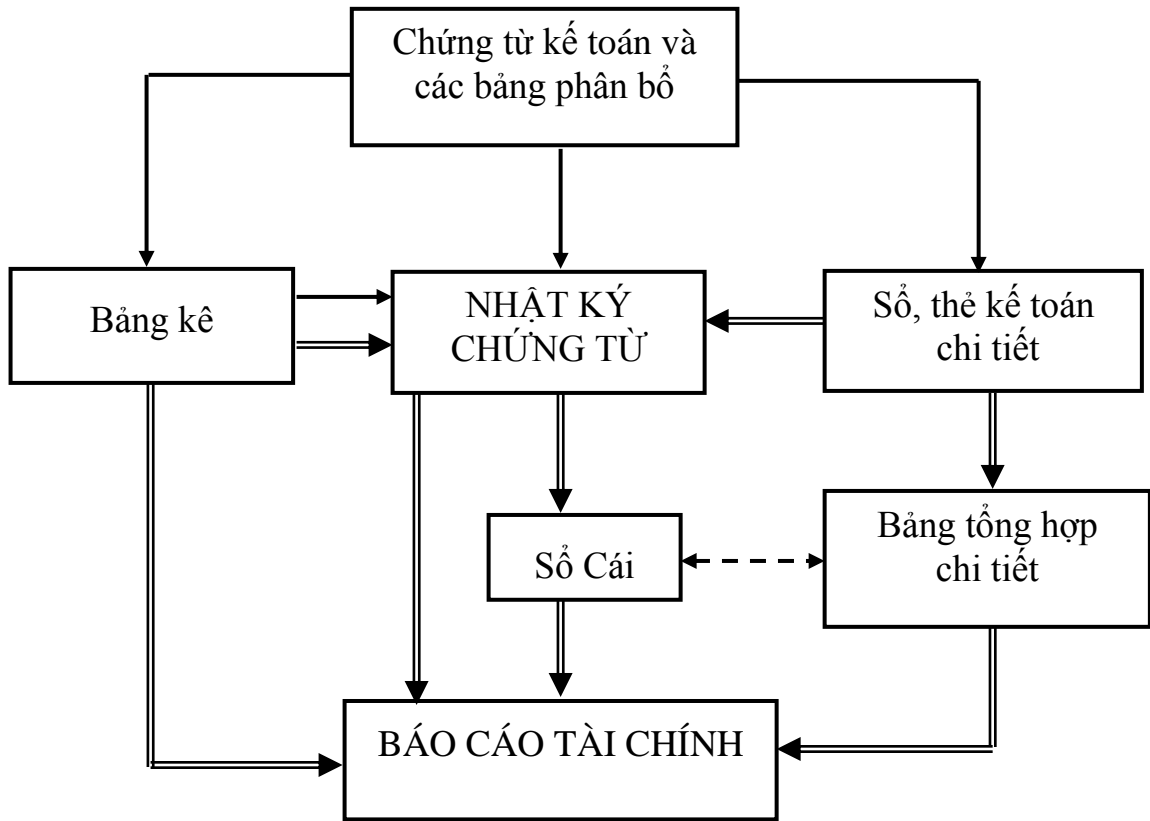 Chứng từ kế toán và
các bảng phân bổ
Bảng kê
NHẬT KÝ
CHỨNG TỪ
Sổ, thẻ kế toán
chi tiết
Sổ Cái
Bảng tổng hợp
chi tiết
BÁO CÁO TÀI CHÍNH